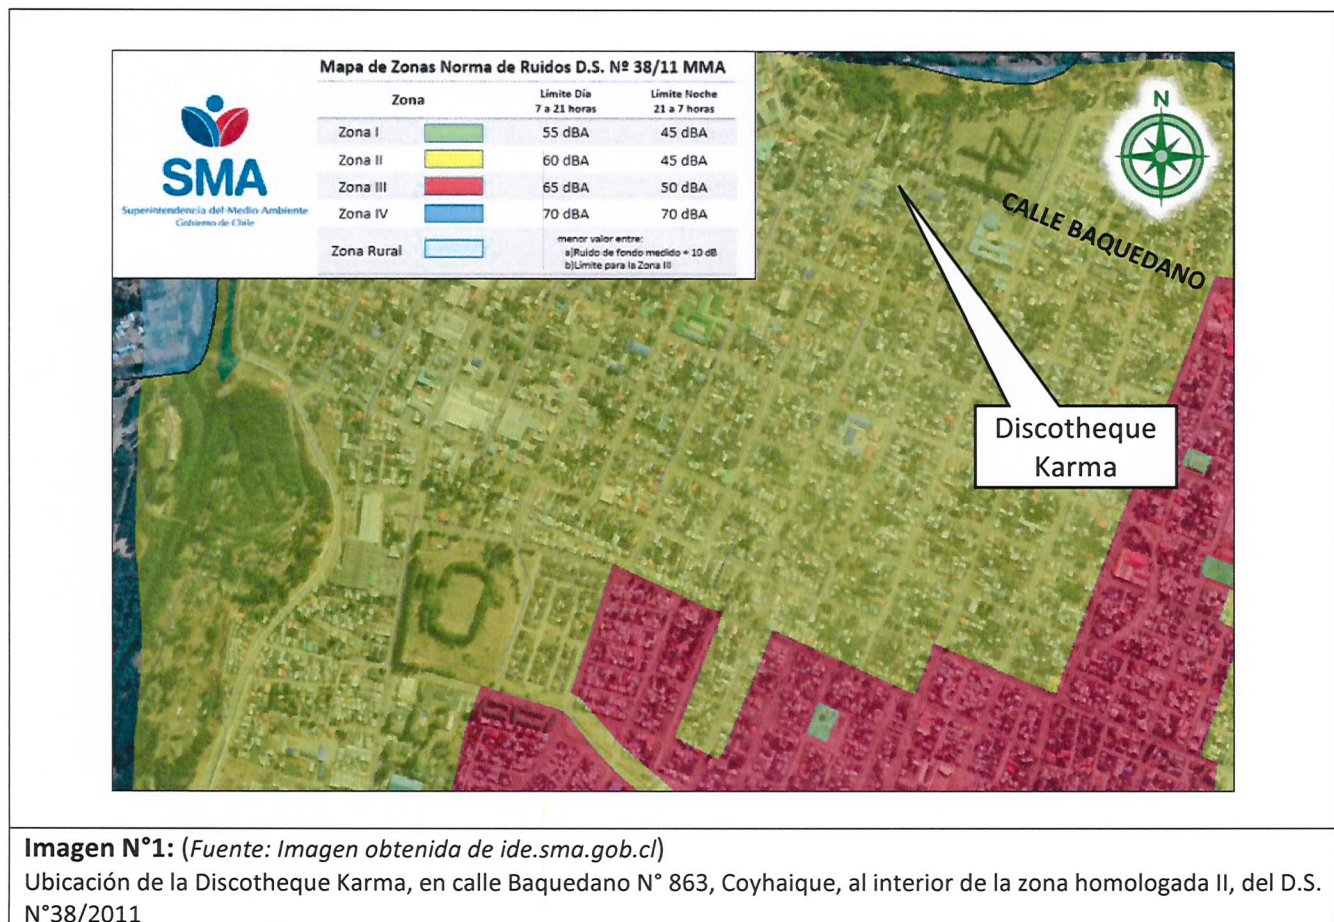 Mapa de Zonas Norma de Ruidos D.S. Nº 38/11 MMA
Zona
Límite Día
7 a 21 horas
Límite Noche
21 a 7 horas
Zona I 55 dBA 45 dBA
Zona II 60 dBA 45 dBA
Zona III 65 dBA 50 dBA
Zona IV 70 dBA 70 dBA
Zona Rural
menor valor entre:
a)Ruido de fondo medido + 10 dB
b)Límite para la Zona III
SMA
Superintendencia del Medio Ambiente
Gobierno de Chile
N
CALLE BAQUEDANO
Discotheque
Karma
Imagen N°1: (Fuente: Imagen obtenida de ide.sma.gob.cl)
Ubicación de la Discotheque Karma, en calle Baquedano N° 863, Coyhaique, al interior de la zona homologada II, del D.S.
N°38/2011